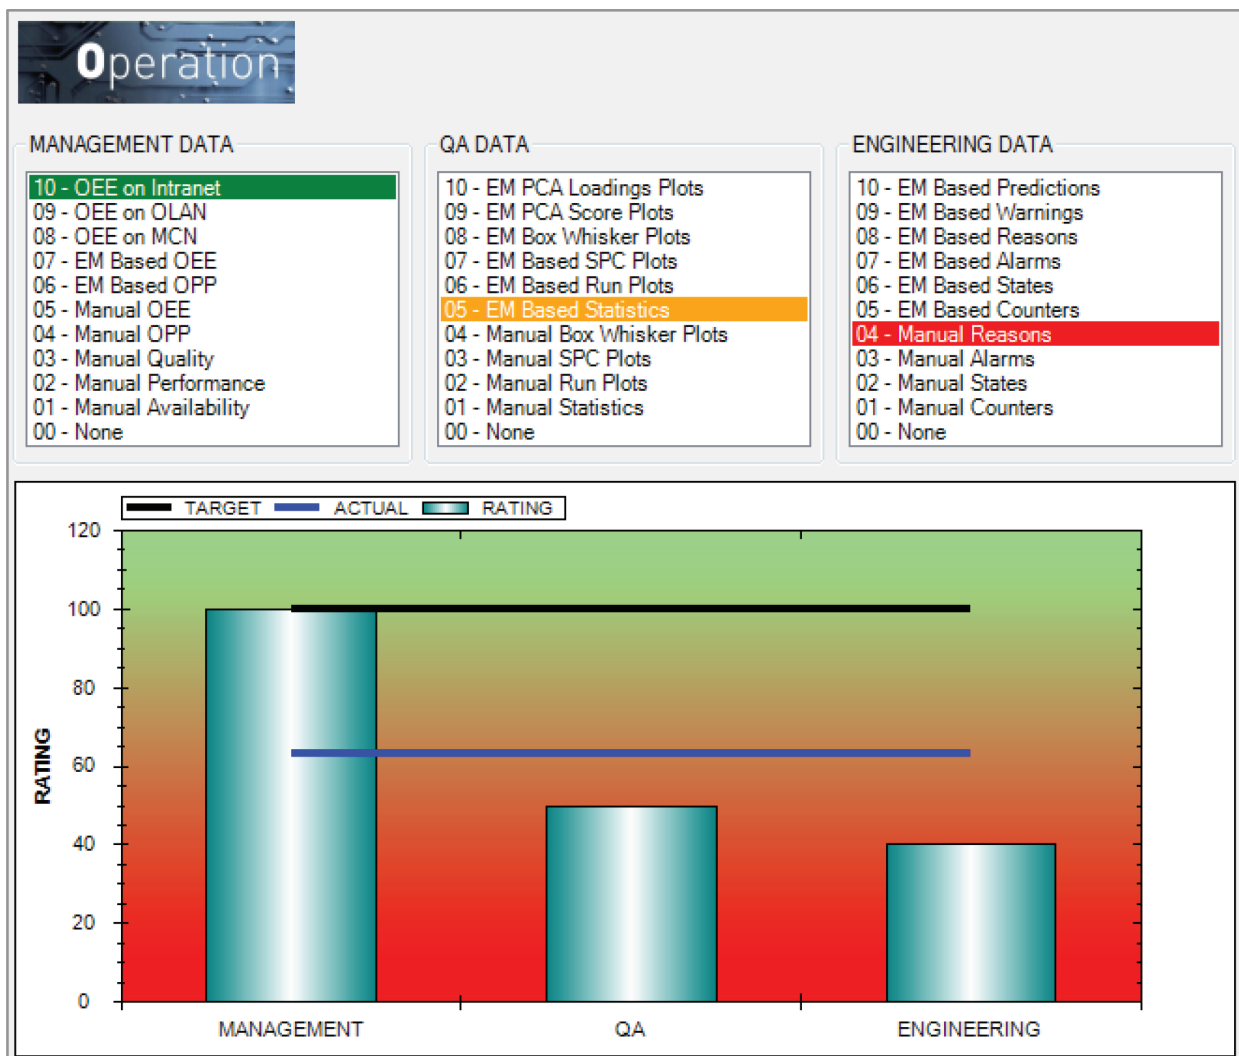 Operation
MANAGEMENT DATA
10 - OEE on Intranet
09 - OEE on OLAN
08 - OEE on MCN
07 - EM Based OEE
06 - EM Based OPP
05 - Manual OEE
04 - Manual OPP
03 - Manual Quality
02 - Manual Performance
01 - Manual Availability
00 - None
QA DATA
10 - EM PCA Loadings Plots
09 - EM PCA Score Plots
08 - EM Box Whisker Plots
07 - EM Based SPC Plots
06 - EM Based Run Plots
05 - EM Based Statistics
04 - Manual Box Whisker Plots
03 - Manual SPC Plots
02 - Manual Run Plots
01 - Manual Statistics
00 - None
ENGINEERING DATA
10 - EM Based Predictions
09 - EM Based Warnings
08 - EM Based Reasons
07 - EM Based Alarms
06 - EM Based States
05 - EM Based Counters
04 - Manual Reasons
03 - Manual Alarms
02 - Manual States
01 - Manual Counters
00 - None
TARGET ACTUAL RATING
120
100
80
60
40
20
0
RATING
MANAGEMENT QA ENGINEERING